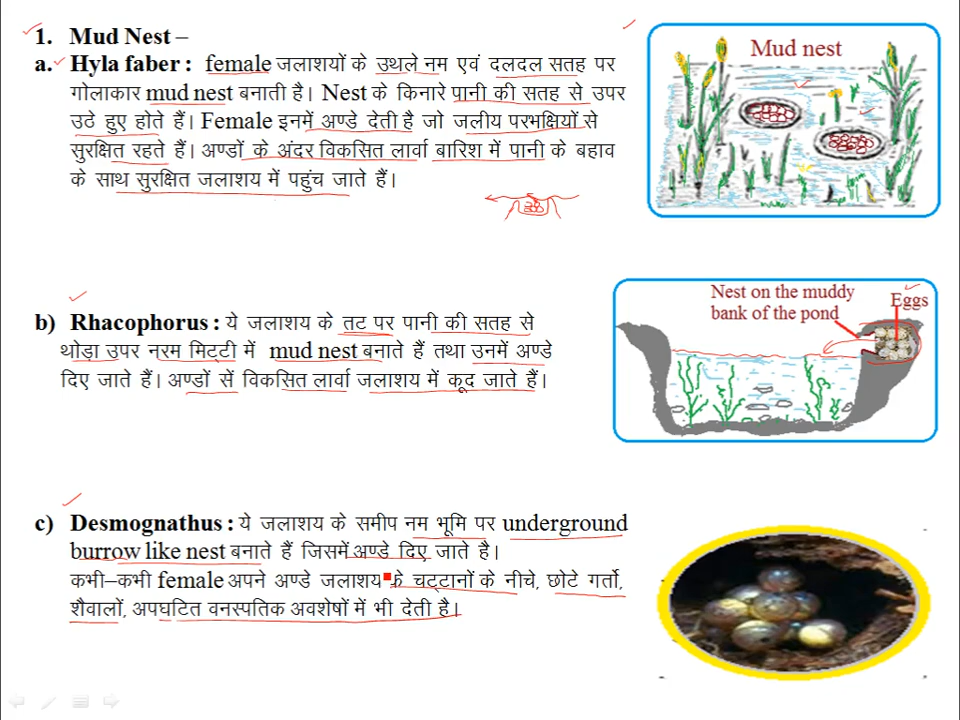 1. Mud Nest –
a. Hyla faber : female जलाशयों के उथले नम एवं दलदल सतह पर
गोलाकार mud nest बनाती है। Nest के किनारे पानी की सतह से उपर
उठे हुए होते हैं। Female इनमें अण्डे देती है जो जलीय परभक्षियों से
सुरक्षित रहते हैं। अण्डों के अंदर विकसित लार्वा बारिश में पानी के बहाव
के साथ सुरक्षित जलाशय में पहुंच जाते हैं।
Mud nest
b) Rhacophorus : ये जलाशय के तट पर पानी की सतह से
थोड़ा उपर नरम मिट्टी में mud nest बनाते हैं तथा उनमें अण्डे
दिए जाते हैं। अण्डों सें विकसित लार्वा जलाशय में कूद जाते हैं।
Nest on the muddy
bank of the pond
Eggs
c) Desmognathus : ये जलाशय के समीप नम भूमि पर underground
burrow like nest बनाते हैं जिसमें अण्डे दिए जाते है।
कभी–कभी female अपने अण्डे जलाशय के चट्टानों के नीचे, छोटे गर्तो,
शैवालों, अपघटित वनस्पतिक अवशेषों में भी देती है।